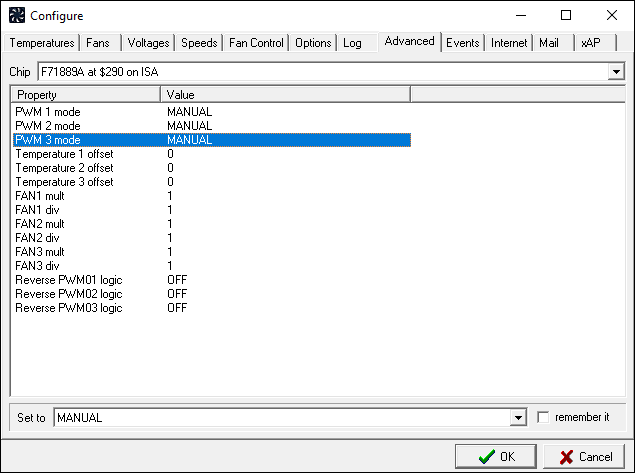 Configure
Temperatures Fans Voltages Speeds Fan Control Options Log Advanced Events Internet Mail xAP
Chip F71889A at $290 on ISA
Property Value
PWM 1 mode MANUAL
PWM 2 mode MANUAL
PWM 3 mode MANUAL
Temperature 1 offset 0
Temperature 2 offset 0
Temperature 3 offset 0
FAN1 mult 1
FAN1 div 1
FAN2 mult 1
FAN2 div 1
FAN3 mult 1
FAN3 div 1
Reverse PWM01 logic OFF
Reverse PWM02 logic OFF
Reverse PWM03 logic OFF
Set to MANUAL remember it
OK Cancel